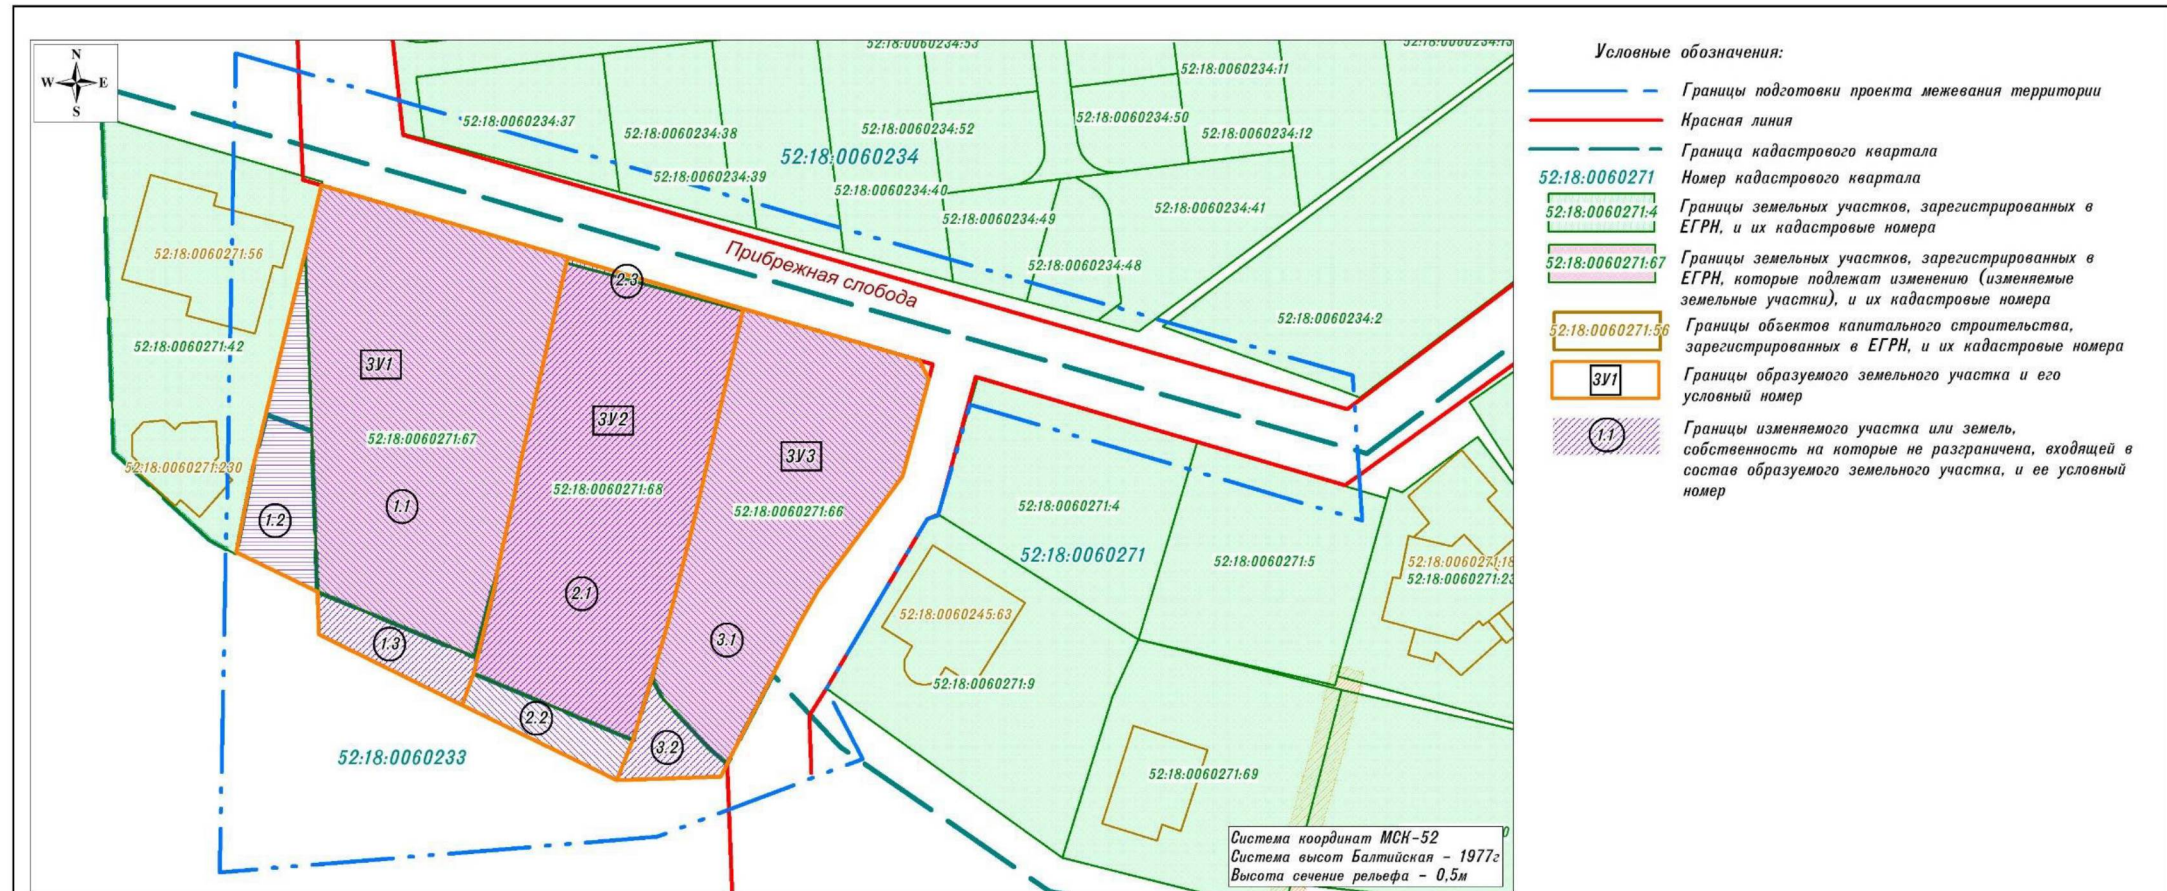 N
W E
S
52:18:0060234:53
52:18:0060234:13
52:18:0060234:11
52:18:0060234:37
52:18:0060234:38
52:18:0060234:52
52:18:0060234:50
52:18:0060234:12
52:18:0060234
52:18:0060234:39
52:18:0060234:40
52:18:0060234:49
52:18:0060234:41
52:18:0060234:48
52:18:0060234:2
Прибрежная слобода
52:18:0060271:56
52:18:0060271:42
52:18:0060271:230
2.3
ЗУ1
52:18:0060271:67
1.2
1.1
1.3
ЗУ2
52:18:0060271:68
2.1
2.2
ЗУ3
52:18:0060271:66
3.1
3.2
52:18:0060233
52:18:0060271:4
52:18:0060271
52:18:0060271:5
52:18:0060271:18
52:18:0060271:23
52:18:0060245:63
52:18:0060271:9
52:18:0060271:69
Система координат МСК-52
Система высот Балтийская - 1977г
Высота сечение рельефа - 0,5м
Условные обозначения:
Границы подготовки проекта межевания территории
Красная линия
Граница кадастрового квартала
52:18:0060271 Номер кадастрового квартала
52:18:0060271:4 Границы земельных участков, зарегистрированных в
ЕГРН, и их кадастровые номера
52:18:0060271:67 Границы земельных участков, зарегистрированных в
ЕГРН, которые подлежат изменению (изменяемые
земельные участки), и их кадастровые номера
52:18:0060271:56 Границы объектов капитального строительства,
зарегистрированных в ЕГРН, и их кадастровые номера
ЗУ1 Границы образуемого земельного участка и его
условный номер
1.1 Границы изменяемого участка или земель,
собственность на которые не разграничена, входящей в
состав образуемого земельного участка, и ее условный
номер